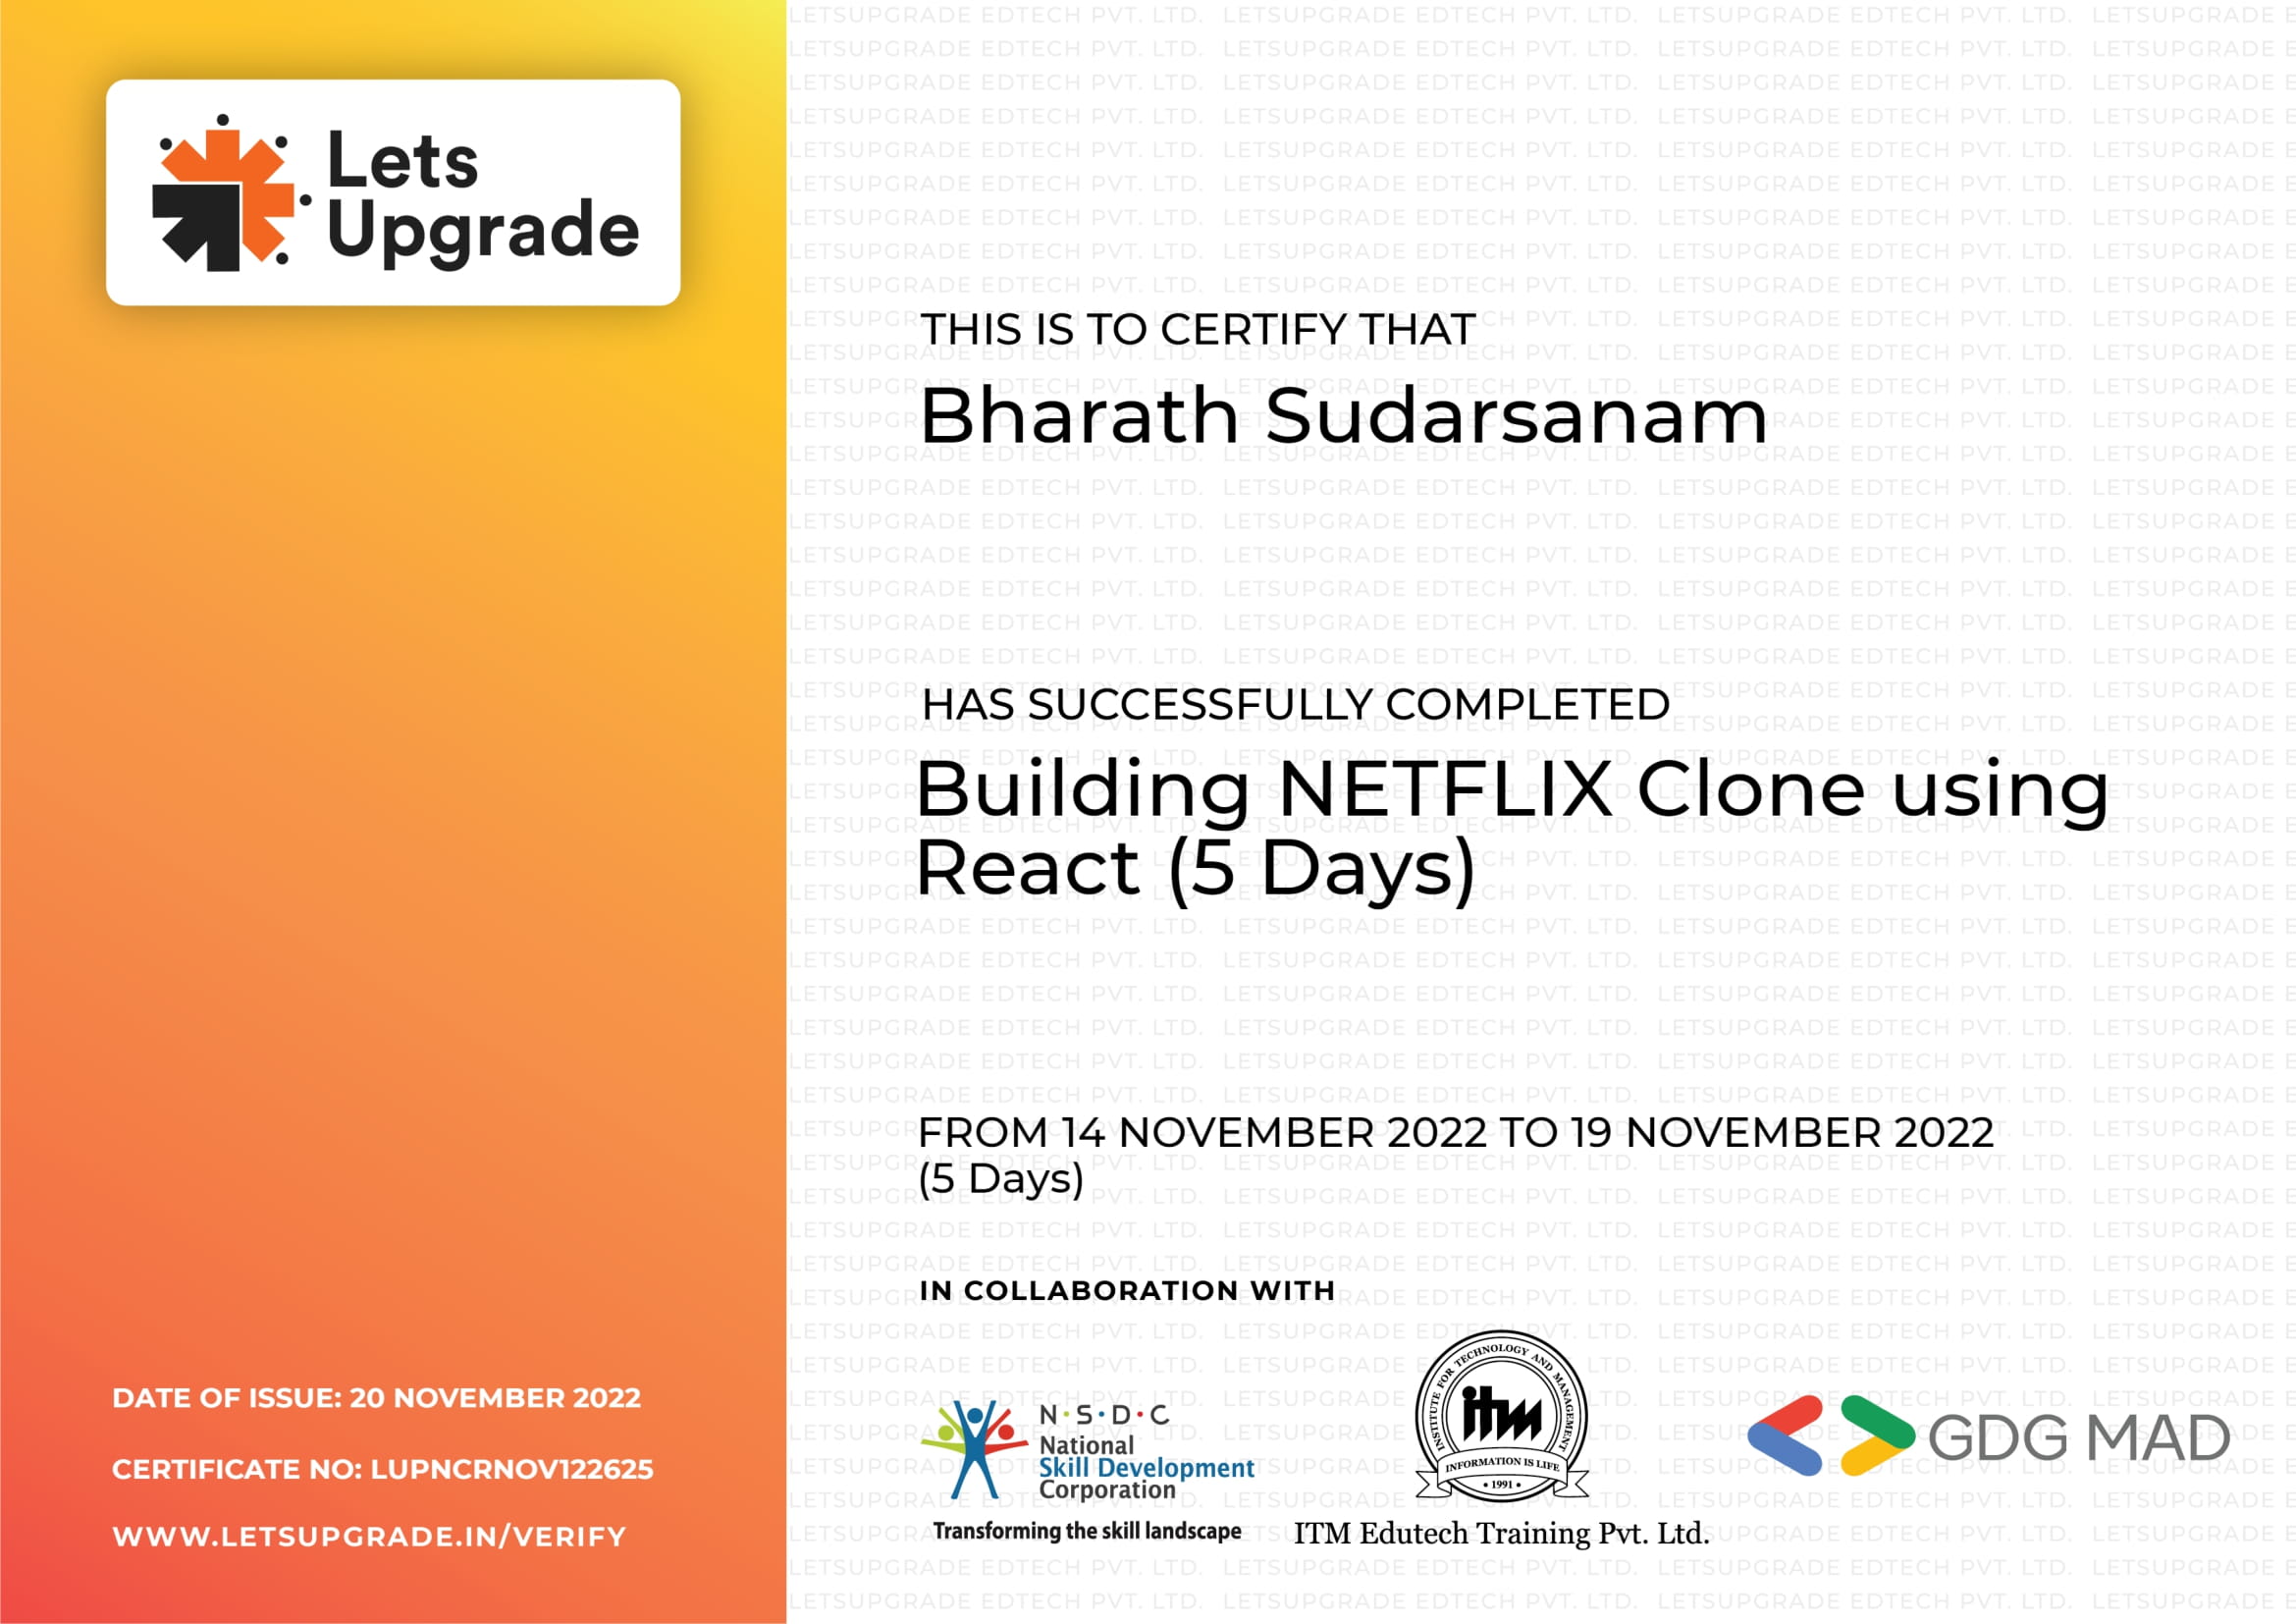 Lets
Upgrade
THIS IS TO CERTIFY THAT
Bharath Sudarsanam
HAS SUCCESSFULLY COMPLETED
Building NETFLIX Clone using
React (5 Days)
FROM 14 NOVEMBER 2022 TO 19 NOVEMBER 2022
(5 Days)
IN COLLABORATION WITH
N·S·D·C
National
Skill Development
Corporation
Transforming the skill landscape
INSTITUTE FOR TECHNOLOGY AND MANAGEMENT
itm
INFORMATION IS LIFE
• 1991 •
ITM Edutech Training Pvt. Ltd.
GDG MAD
DATE OF ISSUE: 20 NOVEMBER 2022
CERTIFICATE NO: LUPNCRNOV122625
WWW.LETSUPGRADE.IN/VERIFY
LETSUPGRADE EDTECH PVT. LTD.